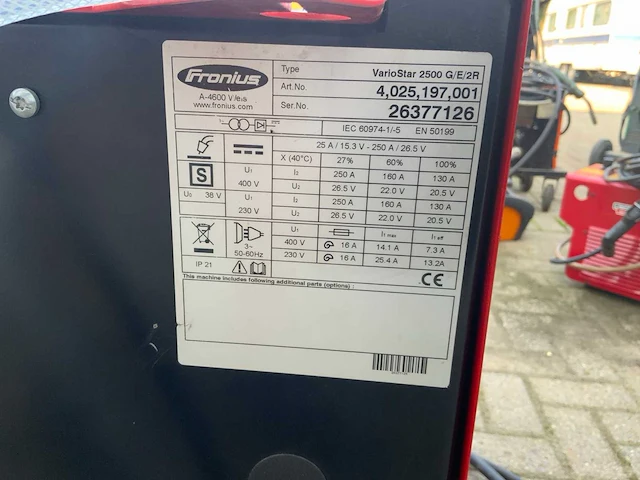 Fronius
A-4600 Wels
www.fronius.com
Type VarioStar 2500 G/E/2R
Art.No. 4,025,197,001
Ser.No. 26377126
IEC 60974-1/-5 EN 50199
25 A / 15.3 V - 250 A / 26.5 V
X (40°C) 27% 60% 100%
S
U0 38 V
U1 400 V
I2 250 A 160 A 130 A
U2 26.5 V 22.0 V 20.5 V
U1 230 V
I2 250 A 160 A 130 A
U2 26.5 V 22.0 V 20.5 V
3~
50-60Hz
U1 I1 max I1 eff
400 V 16 A 14.1 A 7.3 A
230 V 16 A 25.4 A 13.2A
IP 21
CE
This machine includes following additional parts (options) :